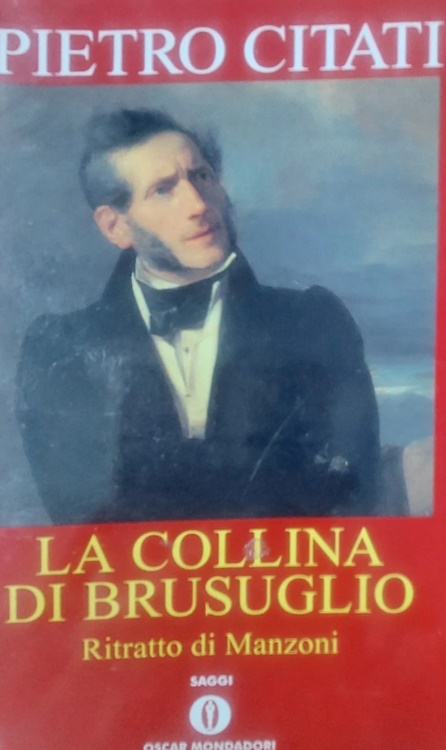 PIETRO CITATI
LA COLLINA
DI BRUSUGLIO
Ritratto di Manzoni
SAGGI
OSCAR MONDADORI